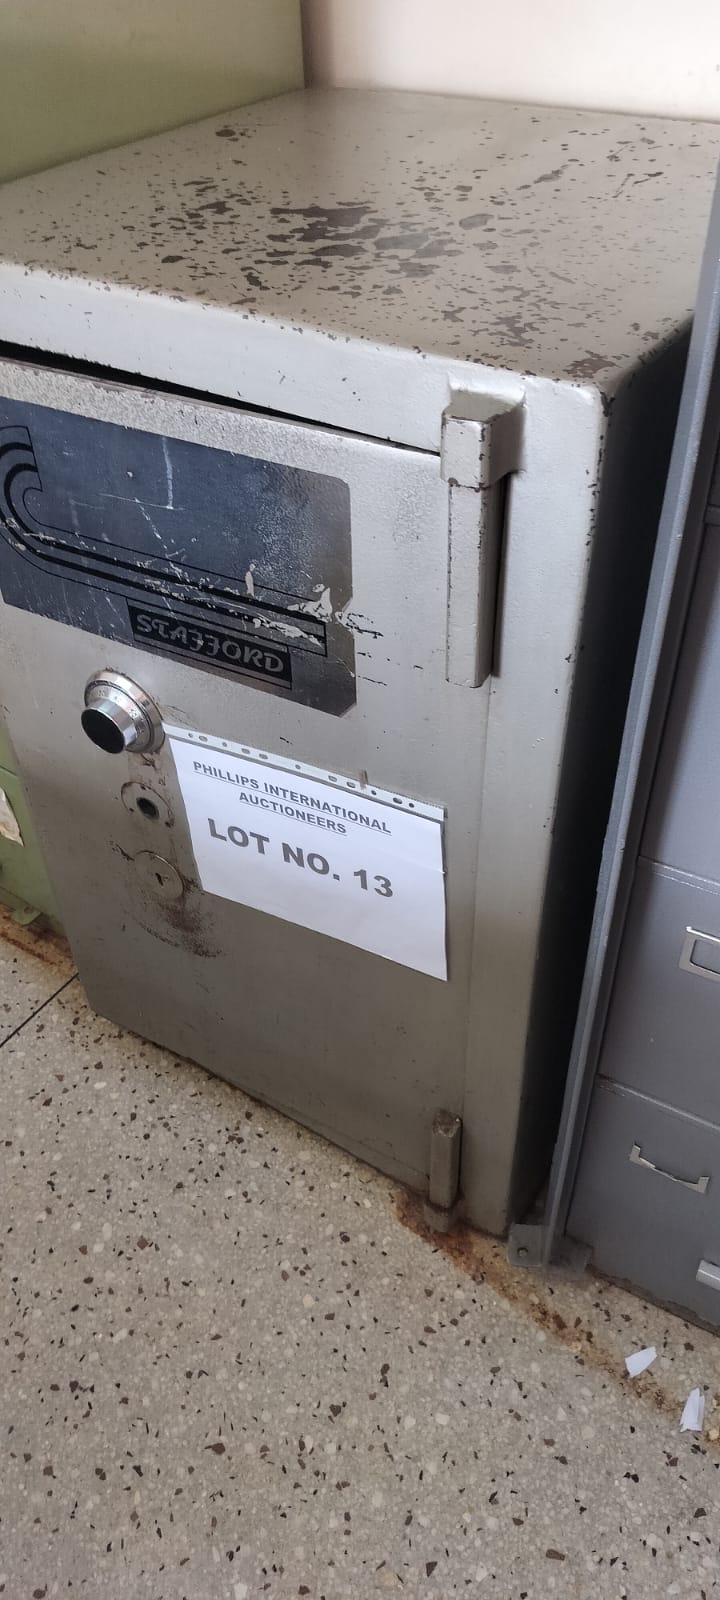 STAFFORD
PHILLIPS INTERNATIONAL
AUCTIONEERS
LOT NO. 13